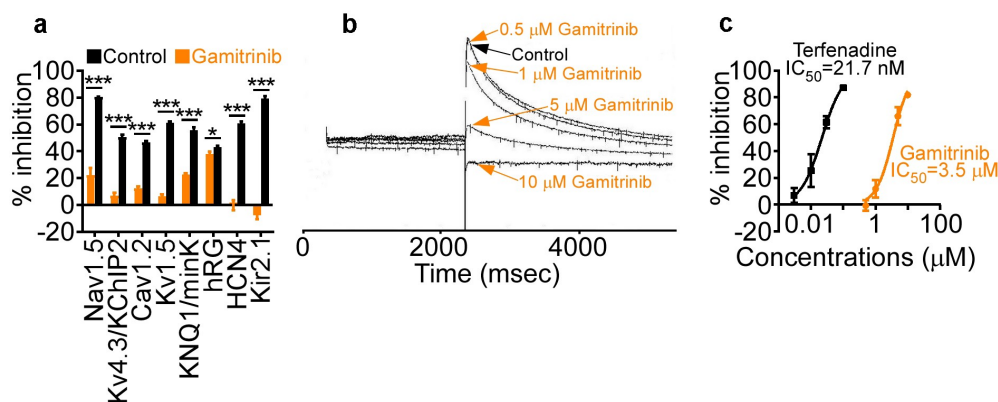 a
Control Gamitrinib
% inhibition
100
80
60
40
20
0
-20
*** *** *** *** *** * *** ***
Nav1.5
Kv4.3/KChIP2
Cav1.2
Kv1.5
KNQ1/minK
hRG
HCN4
Kir2.1
b
0.5 μM Gamitrinib
Control
1 μM Gamitrinib
5 μM Gamitrinib
10 μM Gamitrinib
0 2000 4000
Time (msec)
c
Terfenadine
IC50=21.7 nM
% inhibition
100
80
60
40
20
0
-20
Gamitrinib
IC50=3.5 μM
0.01 1 100
Concentrations (μM)